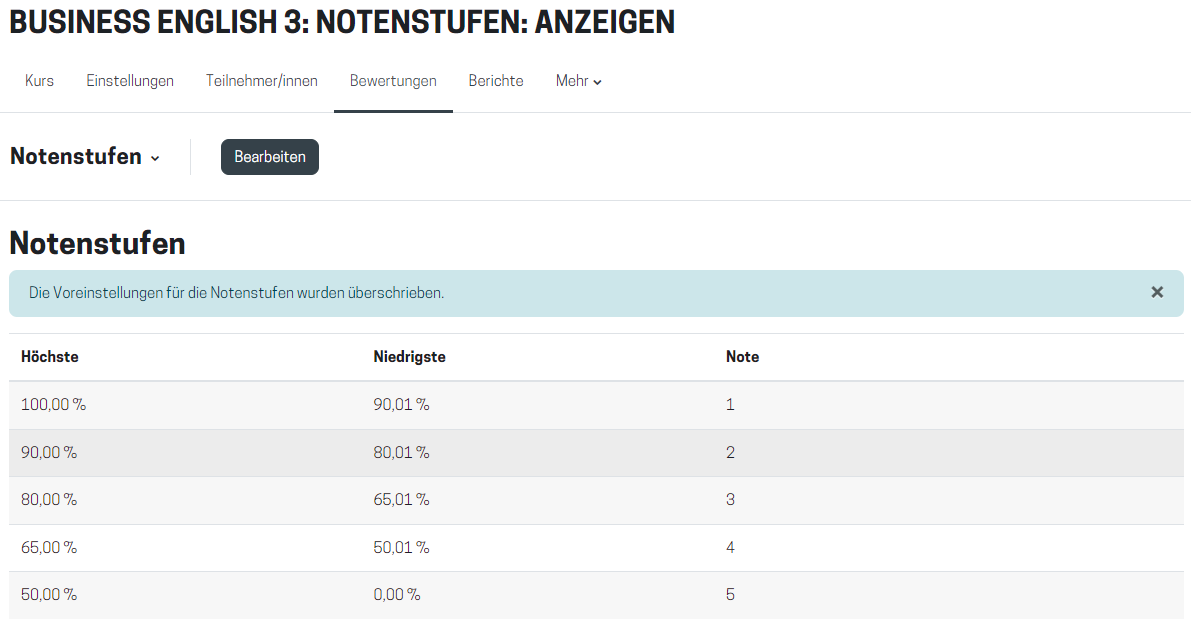 BUSINESS ENGLISH 3: NOTENSTUFEN: ANZEIGEN
Kurs Einstellungen Teilnehmer/innen Bewertungen Berichte Mehr
Notenstufen Bearbeiten
Notenstufen
Die Voreinstellungen für die Notenstufen wurden überschrieben. ×
Höchste Niedrigste Note
100,00 % 90,01 % 1
90,00 % 80,01 % 2
80,00 % 65,01 % 3
65,00 % 50,01 % 4
50,00 % 0,00 % 5